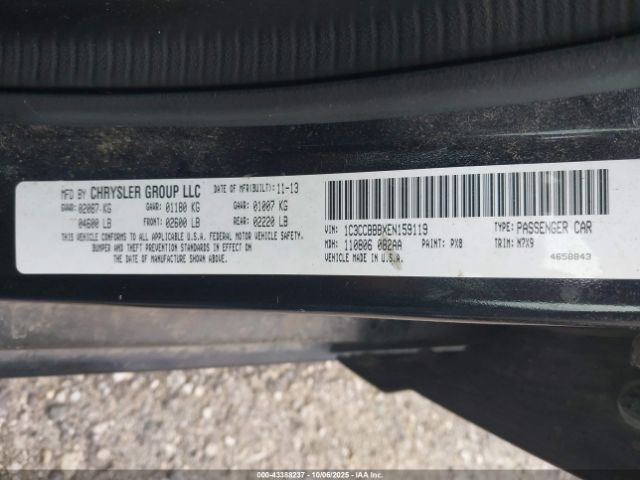 MFD BY CHRYSLER GROUP LLC DATE OF MFR(BUILT): 11-13
GVWR: 02087 KG GAWR: 01180 KG GAWR: 01007 KG
04600 LB FRONT: 02600 LB REAR: 02220 LB
THIS VEHICLE CONFORMS TO ALL APPLICABLE U.S.A. FEDERAL MOTOR VEHICLE SAFETY,
BUMPER AND THEFT PREVENTION STANDARDS IN EFFECT ON
THE DATE OF MANUFACTURE SHOWN ABOVE.
VIN: 1C3CCBBBXEN159119 TYPE: PASSENGER CAR
MDH: 110806 082AA PAINT: PX8 TRIM: M7X9
VEHICLE MADE IN U.S.A. 4658843
000-43388237 - 10/06/2025 - IAAI.COM